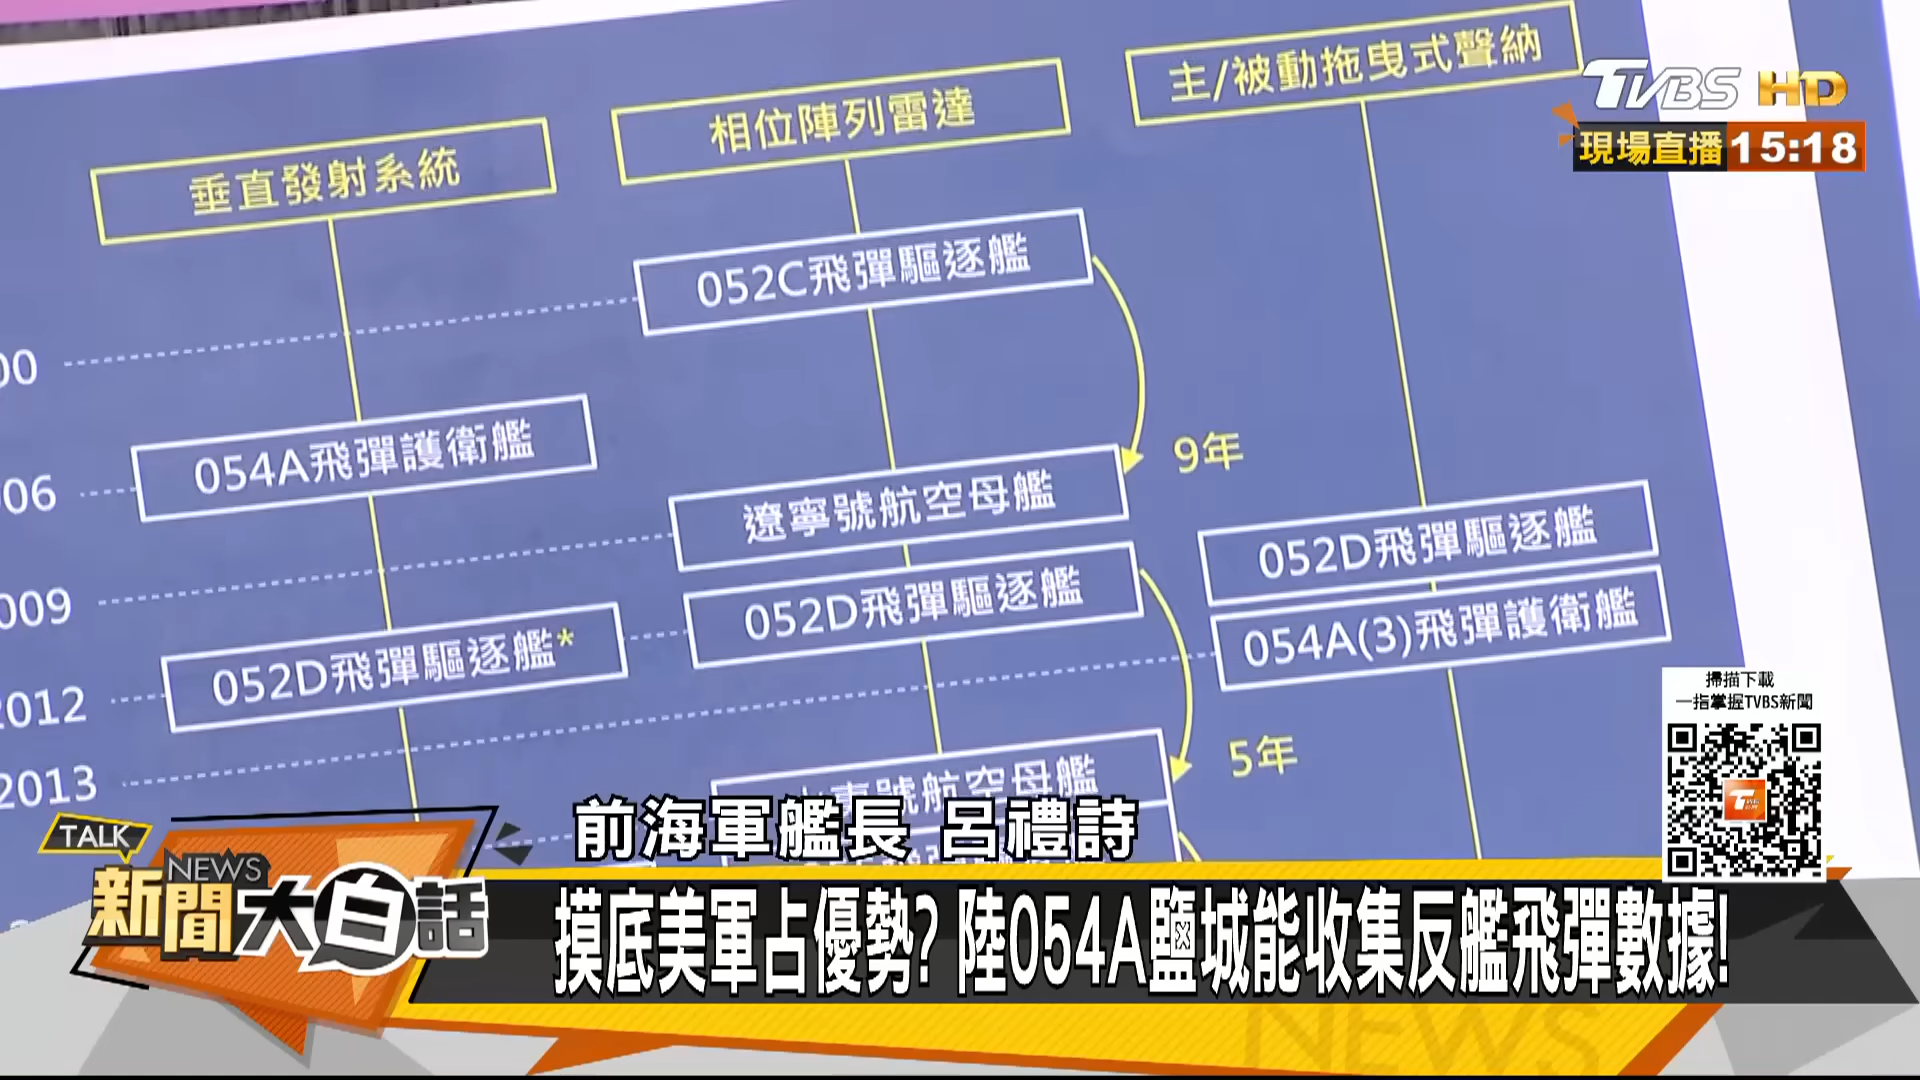 主/被動拖曳式聲納
TVBS HD
相位陣列雷達
現場直播 15:18
垂直發射系統
052C飛彈驅逐艦
00
054A飛彈護衛艦
9年
06
遼寧號航空母艦
052D飛彈驅逐艦
009
052D飛彈驅逐艦
054A(3)飛彈護衛艦
052D飛彈驅逐艦*
2012
掃描下載
一指掌握TVBS新聞
5年
2013
號航空母艦
TALK
前海軍艦長 呂禮詩
NEWS
新聞大白話
摸底美軍占優勢? 陸054A鹽城能收集反艦飛彈數據!
NEWS